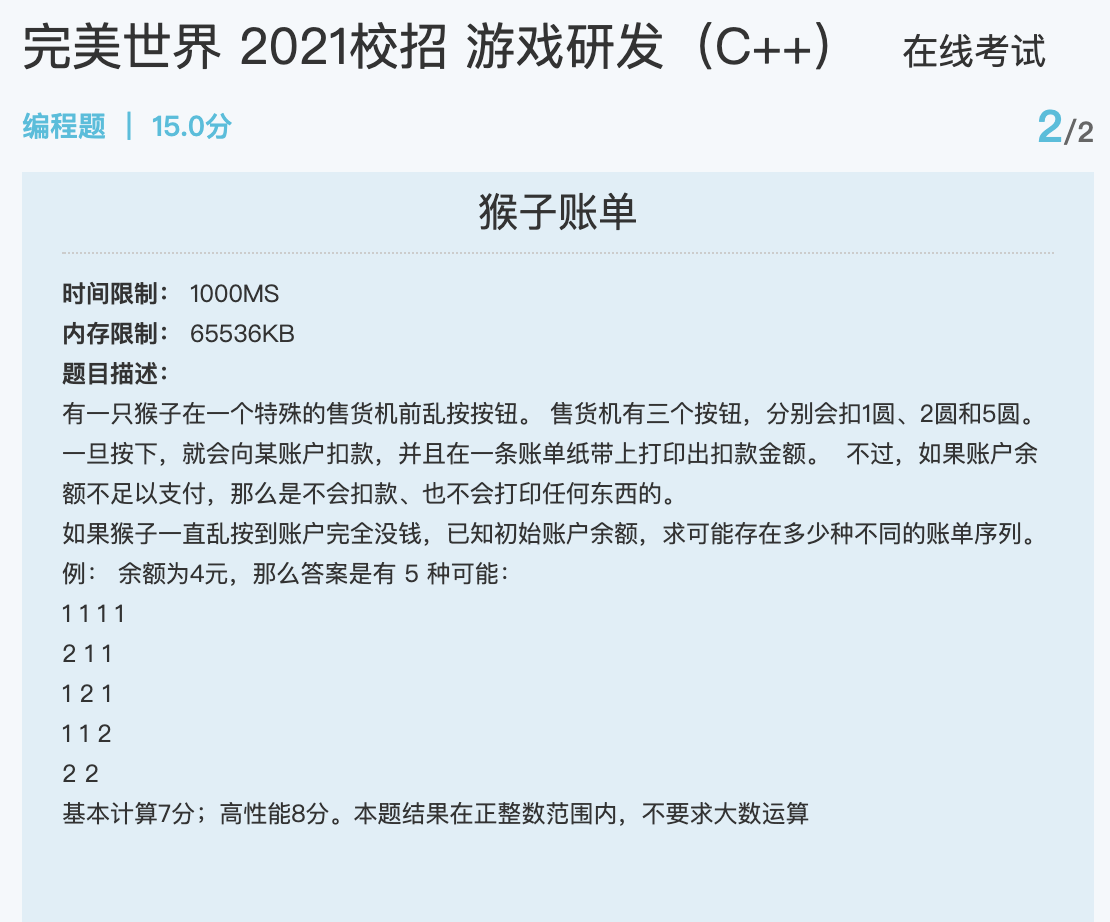 完美世界 2021校招 游戏研发（C++） 在线考试
编程题 | 15.0分 2/2
猴子账单
时间限制： 1000MS
内存限制： 65536KB
题目描述：
有一只猴子在一个特殊的售货机前乱按按钮。 售货机有三个按钮，分别会扣1圆、2圆和5圆。
一旦按下，就会向某账户扣款，并且在一条账单纸带上打印出扣款金额。 不过，如果账户余
额不足以支付，那么是不会扣款、也不会打印任何东西的。
如果猴子一直乱按到账户完全没钱，已知初始账户余额，求可能存在多少种不同的账单序列。
例： 余额为4元，那么答案是有 5 种可能：
1 1 1 1
2 1 1
1 2 1
1 1 2
2 2
基本计算7分；高性能8分。本题结果在正整数范围内，不要求大数运算